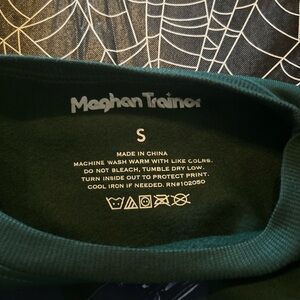 Meghan Trainor
S
MADE IN CHINA
MACHINE WASH WARM WITH LIKE COLRS.
DO NOT BLEACH, TUMBLE DRY LOW.
TURN INSIDE OUT TO PROTECT PRINT.
COOL IRON IF NEEDED. RN#102050